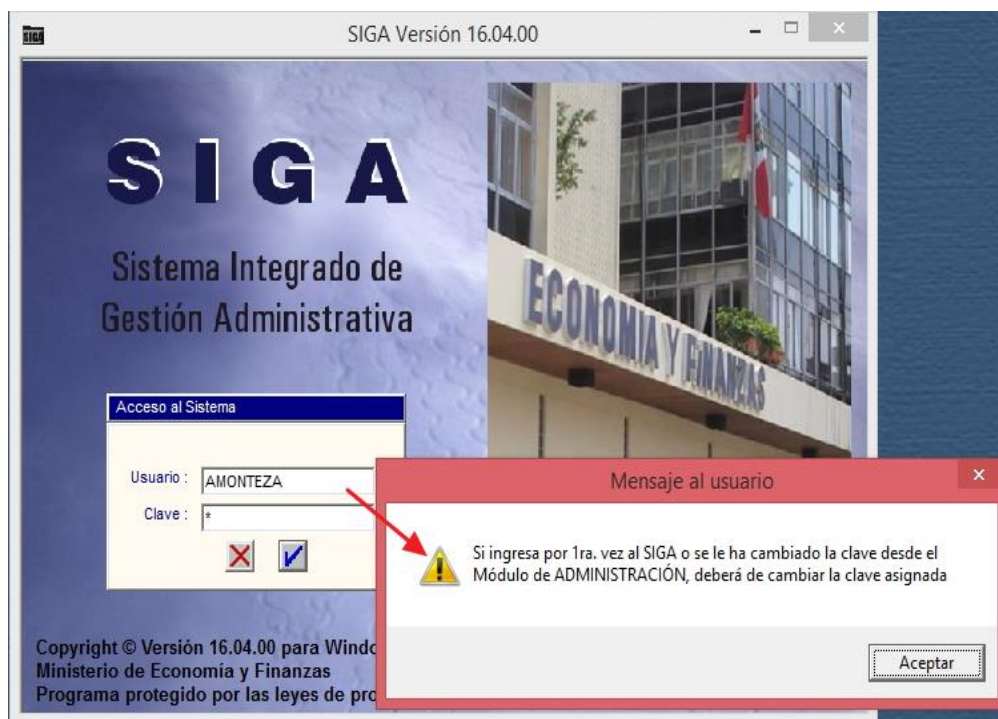 SIGA
SIGA Versión 16.04.00
SIGA
Sistema Integrado de
Gestión Administrativa
ECONOMIA Y FINANZAS
Acceso al Sistema
Usuario : AMONTEZA
Clave : *
Mensaje al usuario
Si ingresa por 1ra. vez al SIGA o se le ha cambiado la clave desde el
Módulo de ADMINISTRACIÓN, deberá de cambiar la clave asignada
Aceptar
Copyright © Versión 16.04.00 para
Ministerio de Economía y Finanzas
Programa protegido por las leyes de